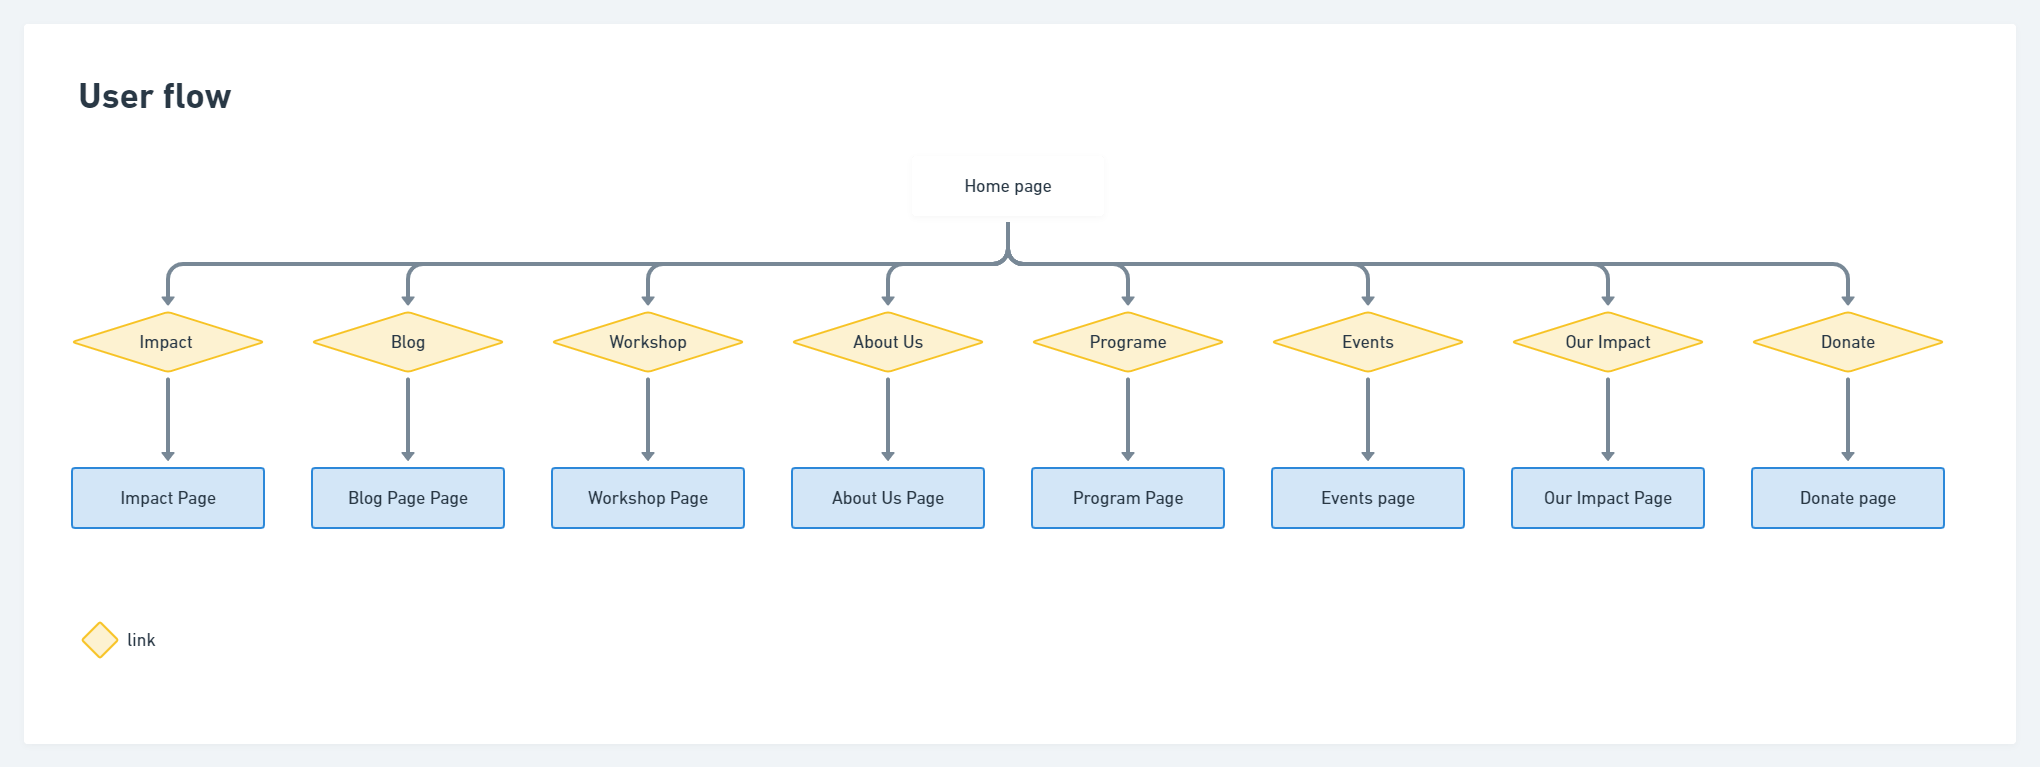 User flow
Home page
Impact
Blog
Workshop
About Us
Programe
Events
Our Impact
Donate
Impact Page
Blog Page Page
Workshop Page
About Us Page
Program Page
Events page
Our Impact Page
Donate page
link